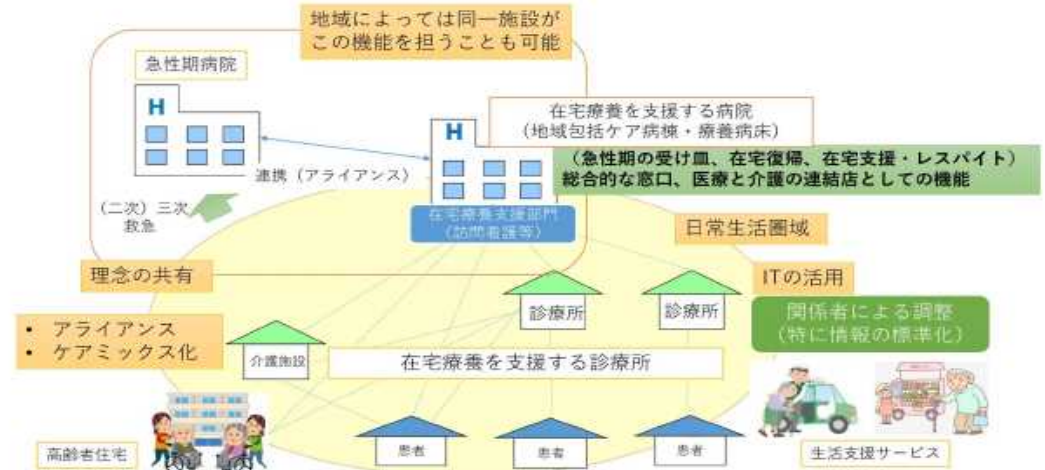 地域によっては同一施設が
この機能を担うことも可能
急性期病院
H
H
在宅療養を支援する病院
(地域包括ケア病棟・療養病床)
(急性期の受け皿、在宅復帰、在宅支援・レスパイト)
総合的な窓口、医療と介護の連結店としての機能
連携(アライアンス)
(二次)三次
救急
在宅療養支援部門
(訪問看護等)
日常生活圏域
理念の共有
ITの活用
• アライアンス
• ケアミックス化
診療所
診療所
関係者による調整
(特に情報の標準化)
介護施設
在宅療養を支援する診療所
高齢者住宅
患者
患者
患者
生活支援サービス